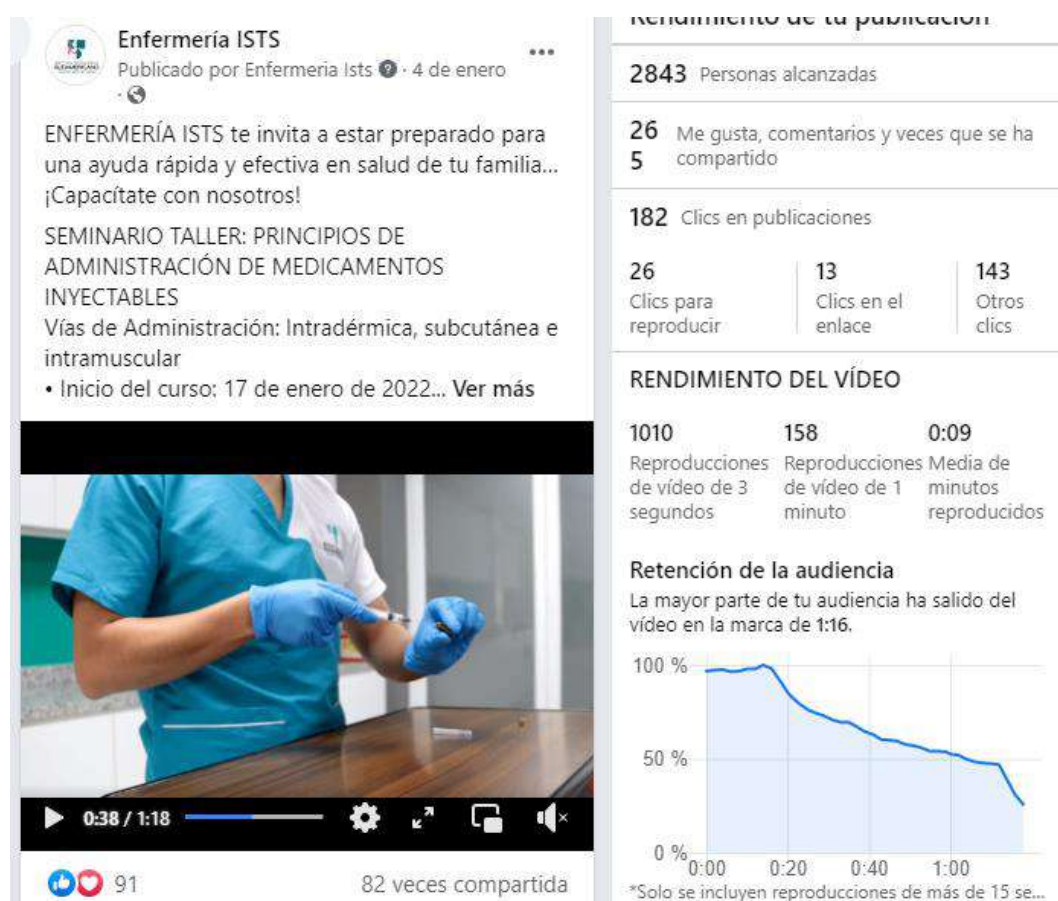 Enfermería ISTS
Publicado por Enfermeria Ists · 4 de enero
·
ENFERMERÍA ISTS te invita a estar preparado para
una ayuda rápida y efectiva en salud de tu familia...
¡Capacítate con nosotros!
SEMINARIO TALLER: PRINCIPIOS DE
ADMINISTRACIÓN DE MEDICAMENTOS
INYECTABLES
Vías de Administración: Intradérmica, subcutánea e
intramuscular
• Inicio del curso: 17 de enero de 2022... Ver más
0:38 / 1:18
91
82 veces compartida
Rendimiento de tu publicación
2843 Personas alcanzadas
26 Me gusta, comentarios y veces que se ha
5 compartido
182 Clics en publicaciones
26 13 143
Clics para Clics en el Otros
reproducir enlace clics
RENDIMIENTO DEL VÍDEO
1010 158 0:09
Reproducciones Reproducciones Media de
de vídeo de 3 de vídeo de 1 minutos
segundos minuto reproducidos
Retención de la audiencia
La mayor parte de tu audiencia ha salido del
vídeo en la marca de 1:16.
100 %
50 %
0 %
0:00 0:20 0:40 1:00
*Solo se incluyen reproducciones de más de 15 se...